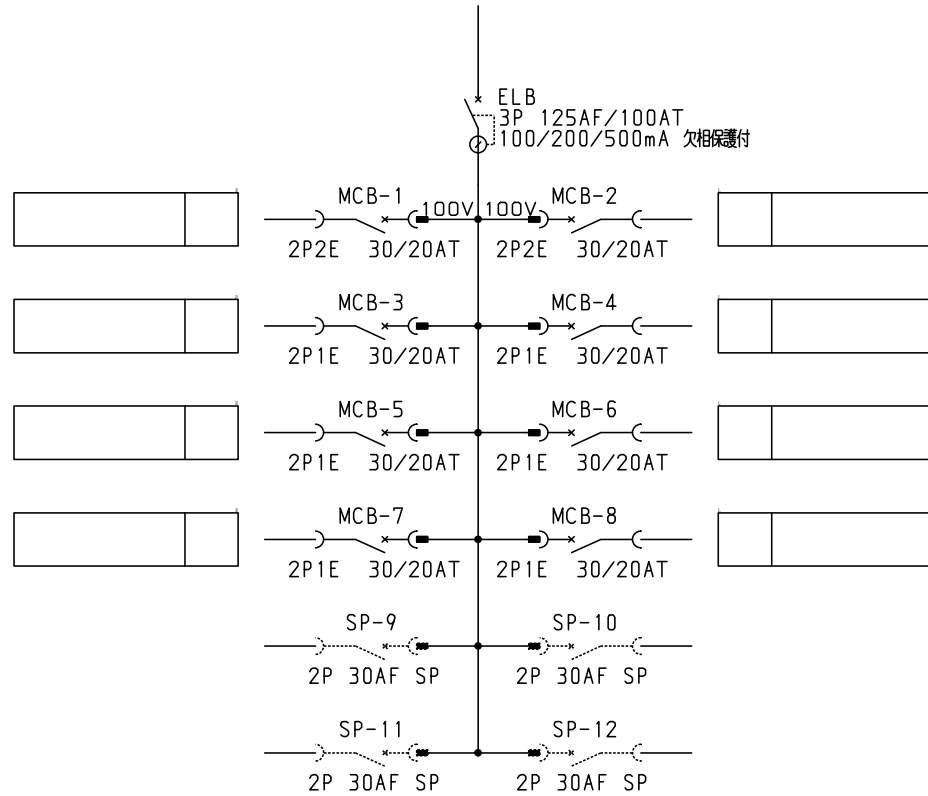 ELB
3P 125AF/100AT
100/200/500mA 欠相保護付
MCB-1 100V 100V MCB-2
2P2E 30/20AT 2P2E 30/20AT
MCB-3 MCB-4
2P1E 30/20AT 2P1E 30/20AT
MCB-5 MCB-6
2P1E 30/20AT 2P1E 30/20AT
MCB-7 MCB-8
2P1E 30/20AT 2P1E 30/20AT
SP-9 SP-10
2P 30AF SP 2P 30AF SP
SP-11 SP-12
2P 30AF SP 2P 30AF SP